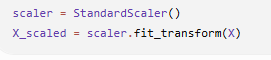 scaler = StandardScaler()
X_scaled = scaler.fit_transform(X)